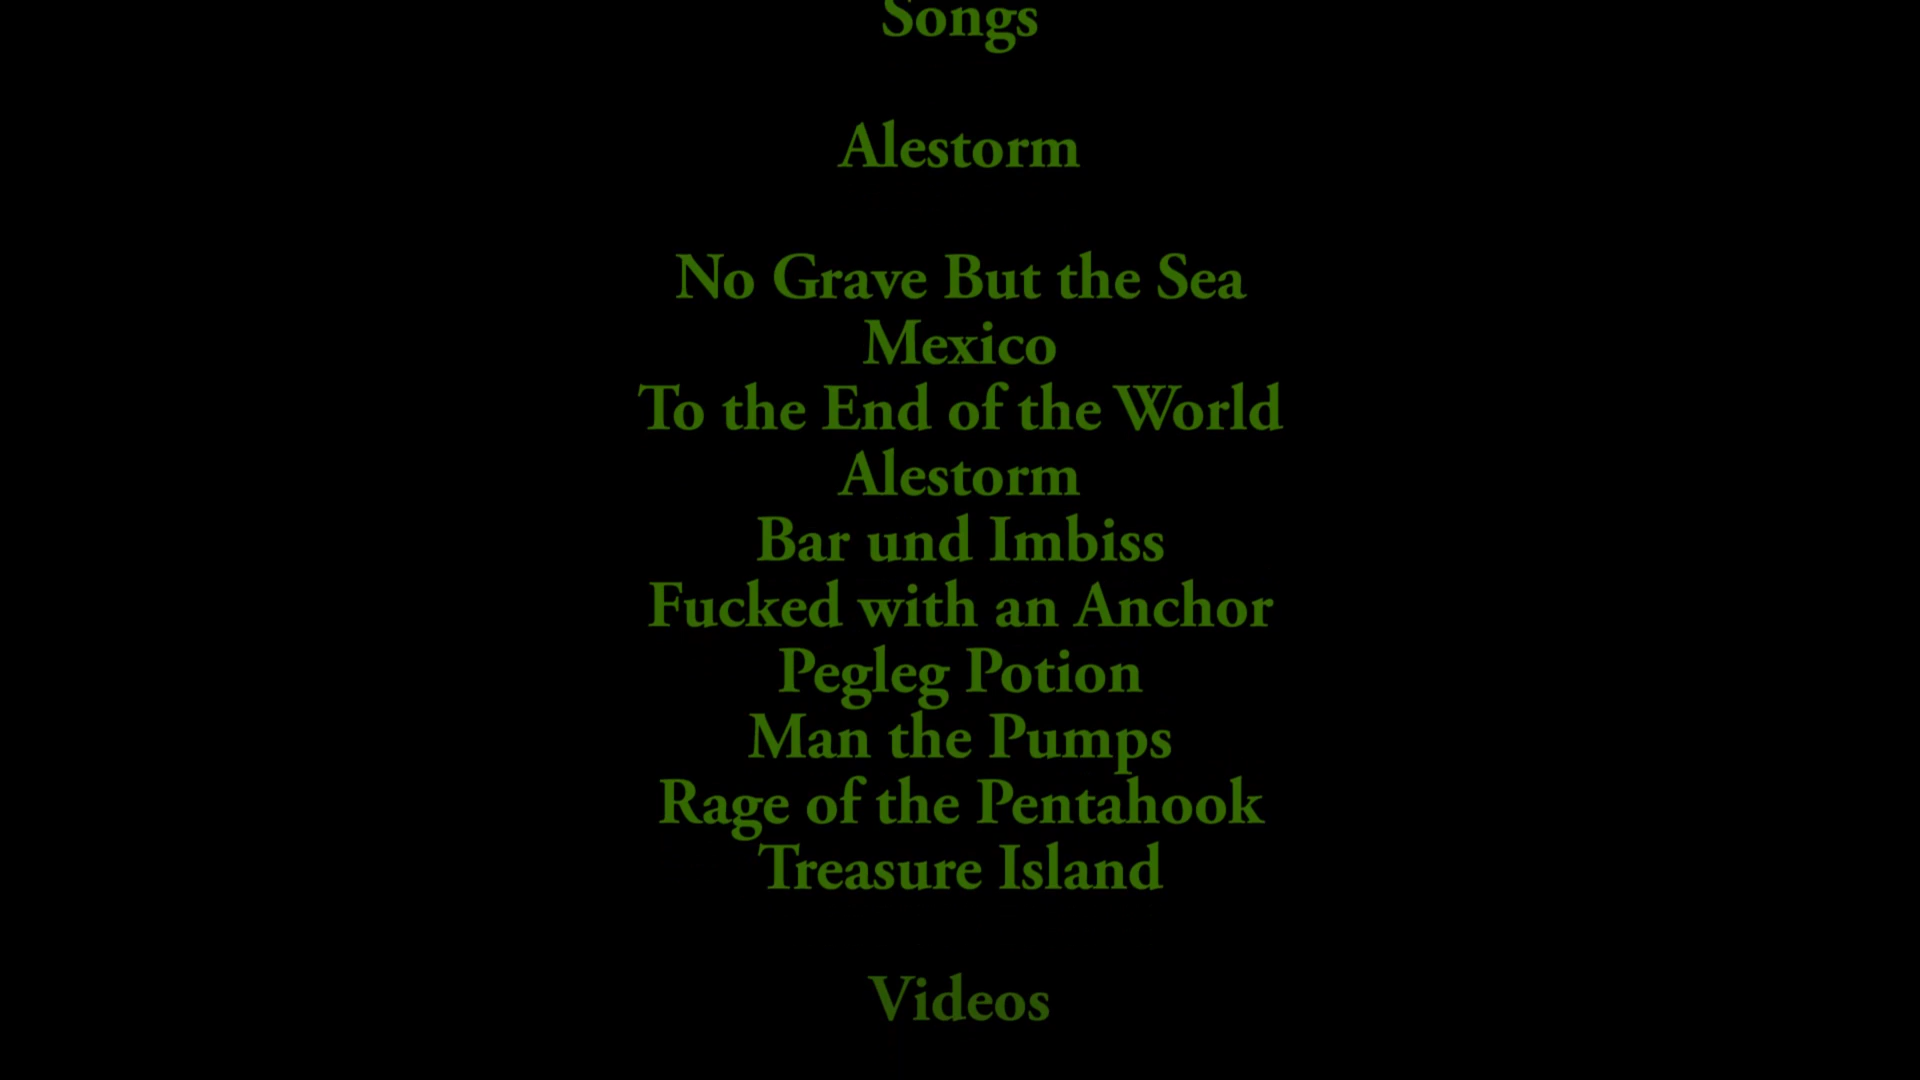 Songs
Alestorm
No Grave But the Sea
Mexico
To the End of the World
Alestorm
Bar und Imbiss
Fucked with an Anchor
Pegleg Potion
Man the Pumps
Rage of the Pentahook
Treasure Island
Videos